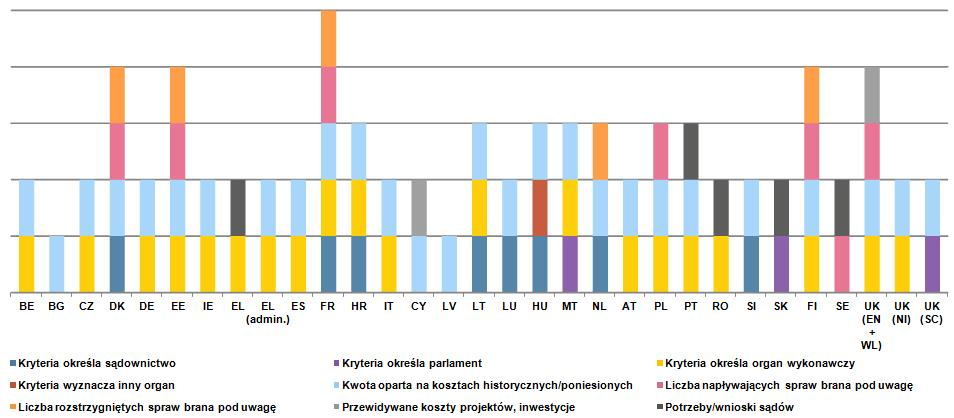 BE BG CZ DK DE EE IE EL EL ES FR HR IT CY LV LT LU HU MT NL AT PL PT RO SI SK FI SE UK UK UK
(admin.) (EN (NI) (SC)
+
WL)
Kryteria określa sądownictwo Kryteria określa parlament Kryteria określa organ wykonawczy
Kryteria wyznacza inny organ Kwota oparta na kosztach historycznych/poniesionych Liczba napływających spraw brana pod uwagę
Liczba rozstrzygniętych spraw brana pod uwagę Przewidywane koszty projektów, inwestycje Potrzeby/wnioski sądów